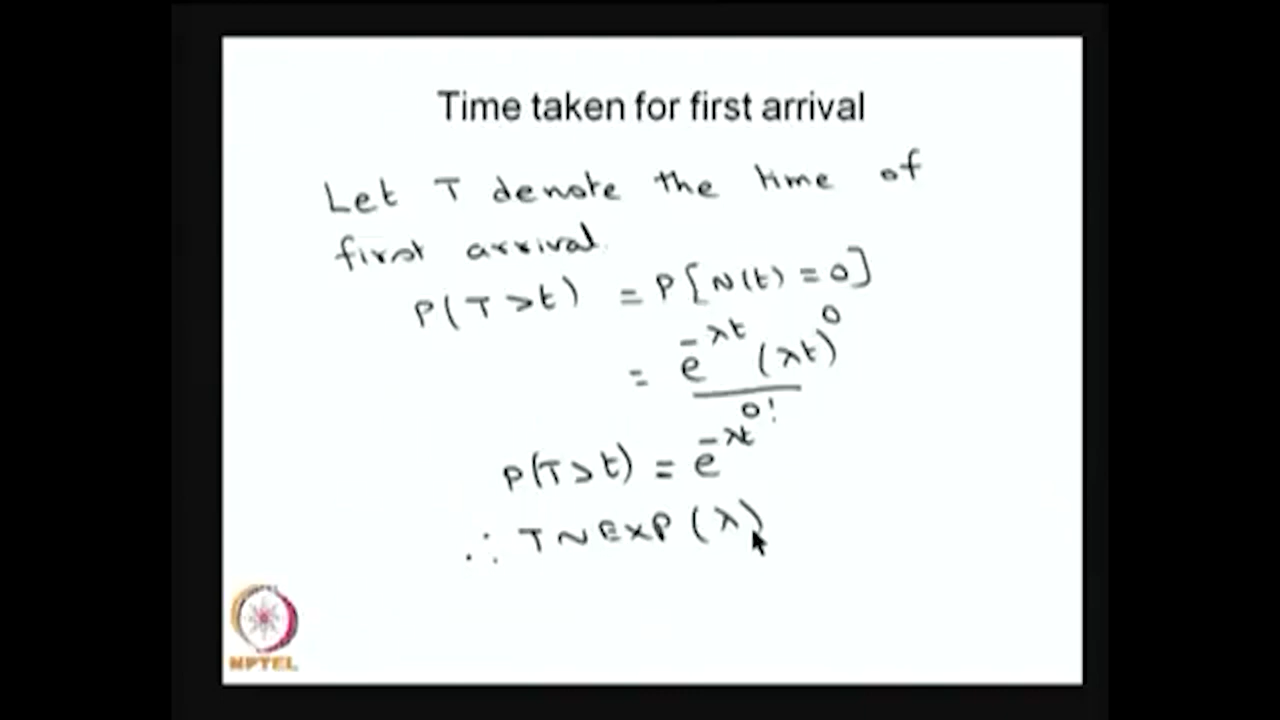 Time taken for first arrival
Let T denote the time of
first arrival.
P(T>t) = P[N(t) = 0]
= e^{-λt} (λt)^0 / 0!
P(T>t) = e^{-λt}
∴ T ~ EXP(λ)
NPTEL